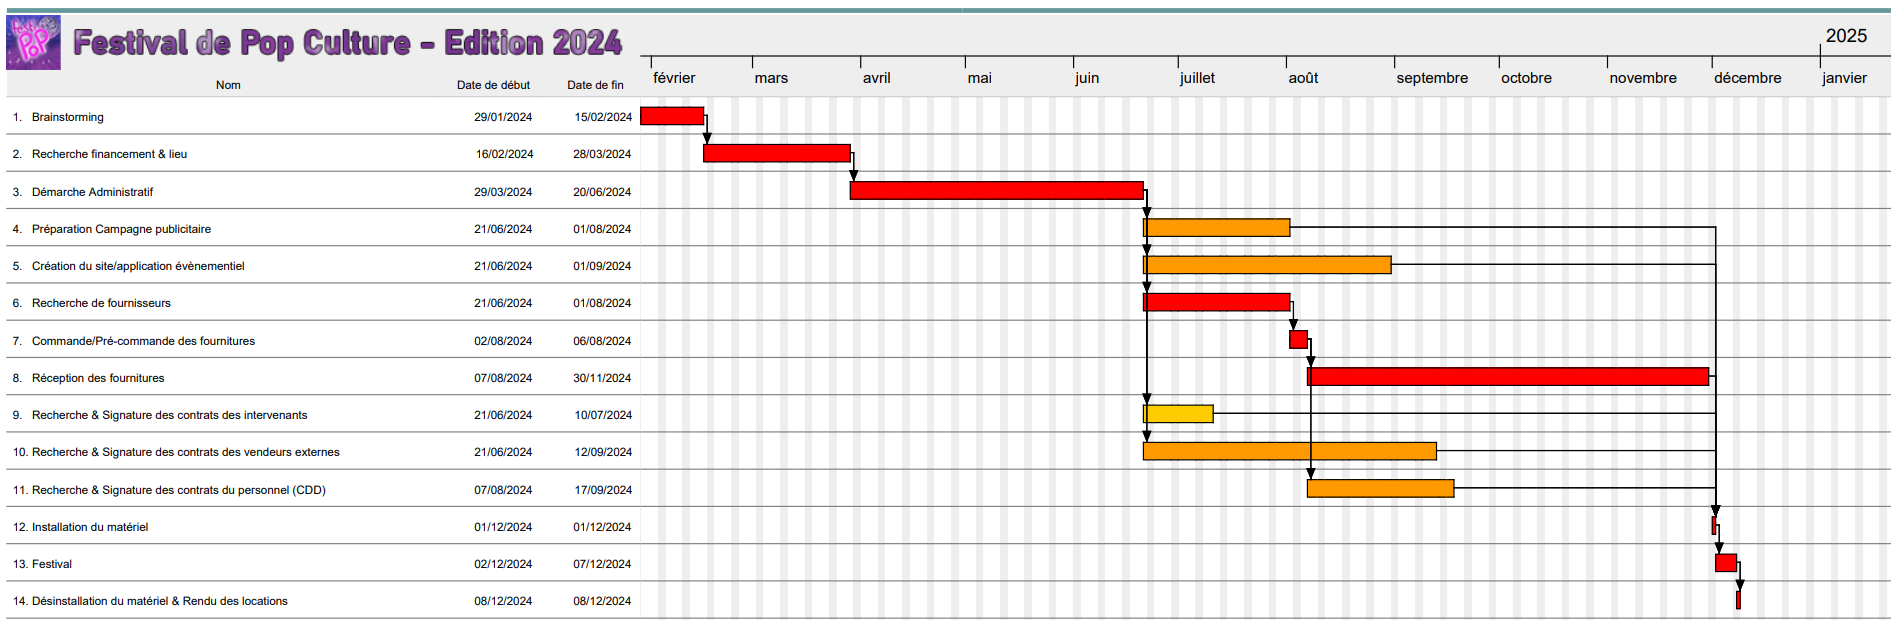 Festi POP
Festival de Pop Culture - Edition 2024
2025
février mars avril mai juin juillet août septembre octobre novembre décembre janvier
Nom Date de début Date de fin
1. Brainstorming 29/01/2024 15/02/2024
2. Recherche financement & lieu 16/02/2024 28/03/2024
3. Démarche Administratif 29/03/2024 20/06/2024
4. Préparation Campagne publicitaire 21/06/2024 01/08/2024
5. Création du site/application évènementiel 21/06/2024 01/09/2024
6. Recherche de fournisseurs 21/06/2024 01/08/2024
7. Commande/Pré-commande des fournitures 02/08/2024 06/08/2024
8. Réception des fournitures 07/08/2024 30/11/2024
9. Recherche & Signature des contrats des intervenants 21/06/2024 10/07/2024
10. Recherche & Signature des contrats des vendeurs externes 21/06/2024 12/09/2024
11. Recherche & Signature des contrats du personnel (CDD) 07/08/2024 17/09/2024
12. Installation du matériel 01/12/2024 01/12/2024
13. Festival 02/12/2024 07/12/2024
14. Désinstallation du matériel & Rendu des locations 08/12/2024 08/12/2024